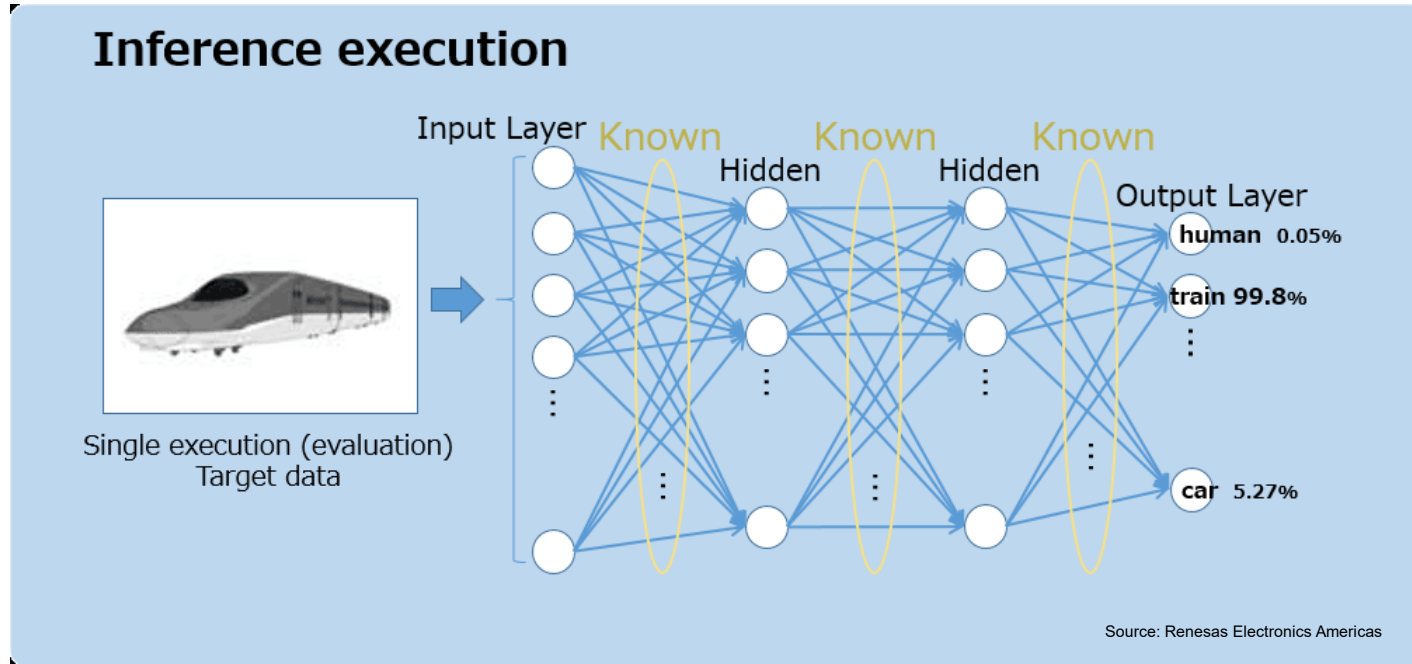 Inference execution
Input Layer
Known
Known
Known
Hidden
Hidden
Output Layer
human 0.05%
train 99.8%
⋮
⋮
⋮
⋮
⋮
⋮
⋮
car 5.27%
Single execution (evaluation)
Target data
Source: Renesas Electronics Americas